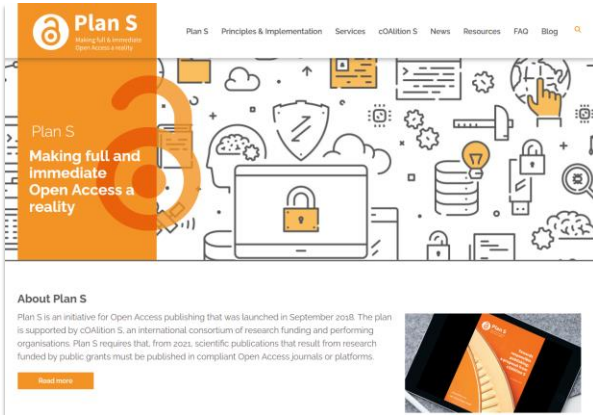 Plan S
Making full & immediate
Open Access a reality
Plan S Principles & Implementation Services cOAlition S News Resources FAQ Blog
Plan S
Making full and
immediate
Open Access a
reality
About Plan S
Plan S is an initiative for Open Access publishing that was launched in September 2018. The plan
is supported by cOAlition S, an international consortium of research funding and performing
organisations. Plan S requires that, from 2021, scientific publications that result from research
funded by public grants must be published in compliant Open Access journals or platforms.
Read more
Plan S